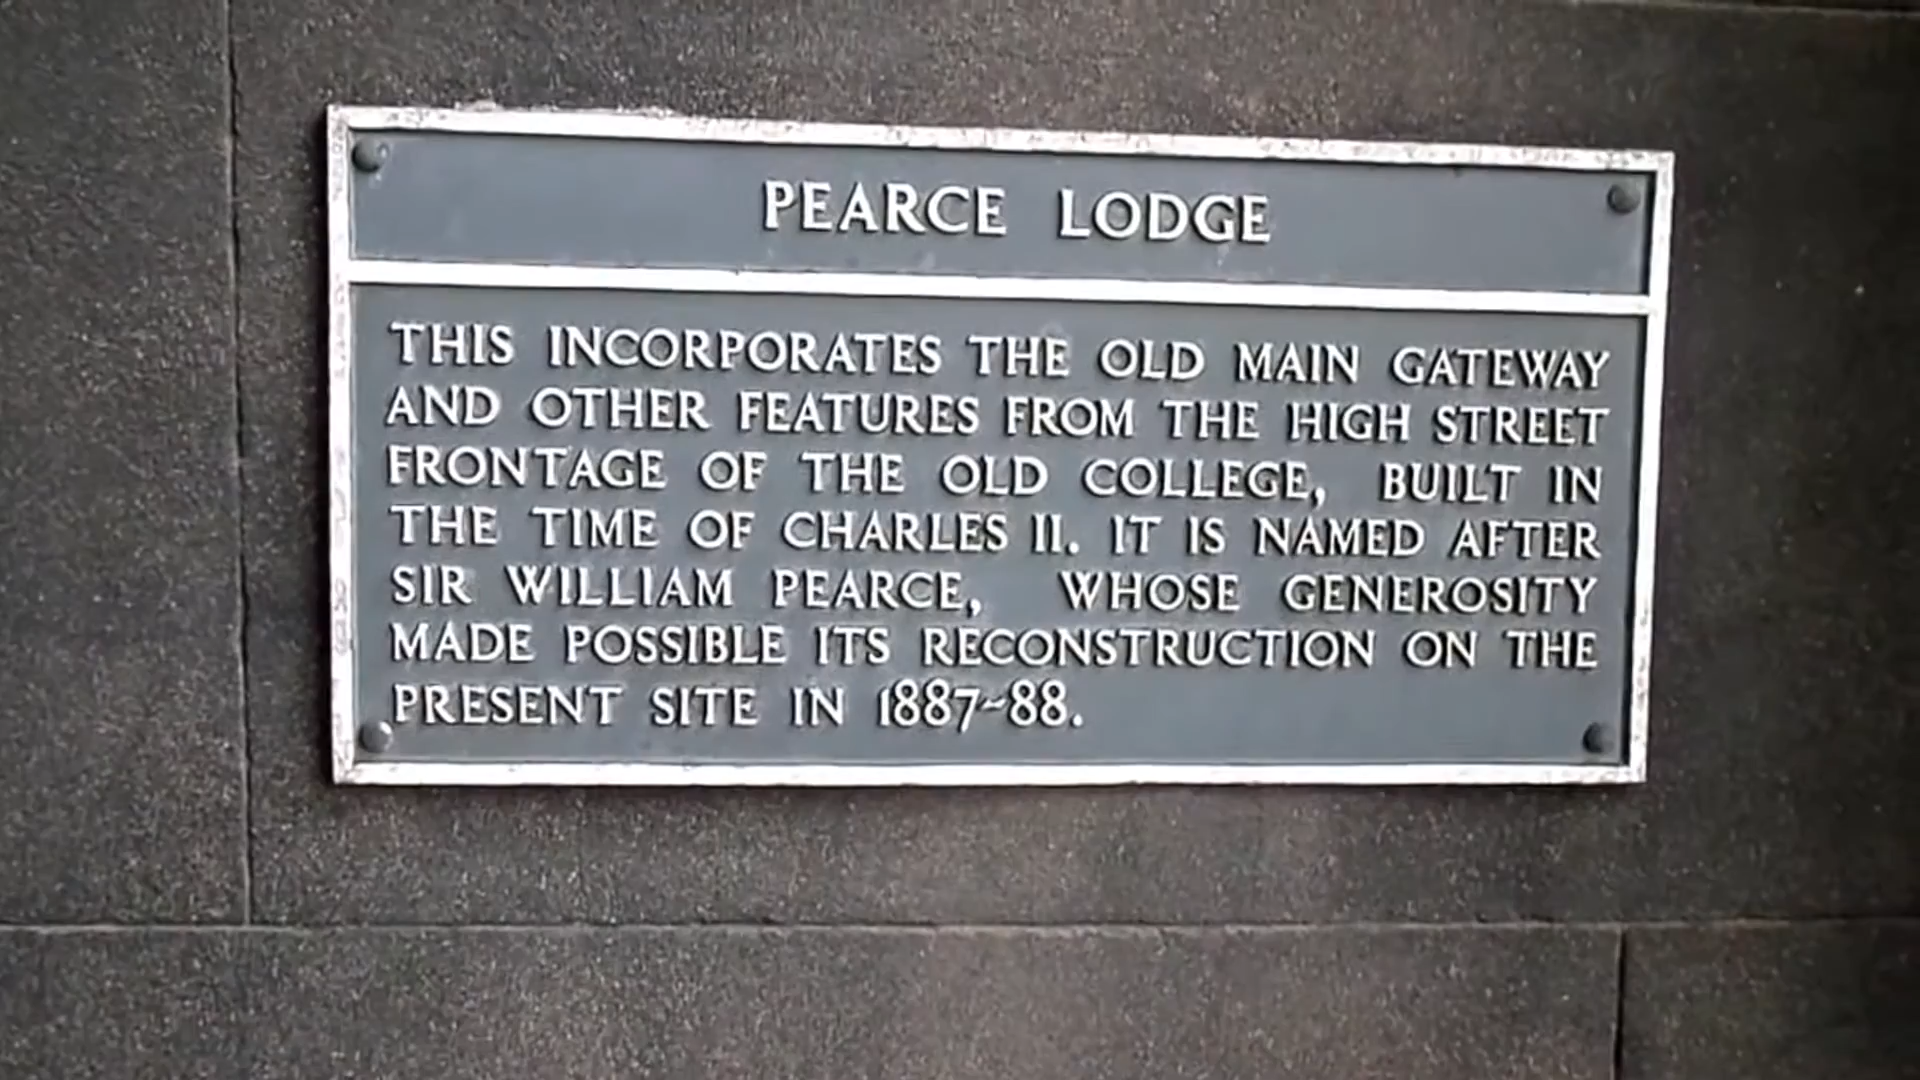 PEARCE LODGE
THIS INCORPORATES THE OLD MAIN GATEWAY
AND OTHER FEATURES FROM THE HIGH STREET
FRONTAGE OF THE OLD COLLEGE, BUILT IN
THE TIME OF CHARLES II. IT IS NAMED AFTER
SIR WILLIAM PEARCE, WHOSE GENEROSITY
MADE POSSIBLE ITS RECONSTRUCTION ON THE
PRESENT SITE IN 1887-88.